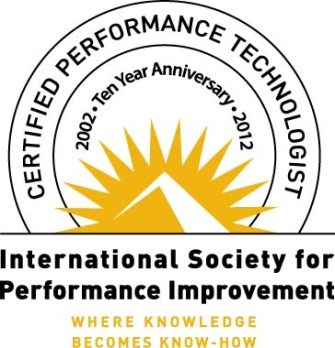 CERTIFIED PERFORMANCE TECHNOLOGIST
2002 • Ten Year Anniversary • 2012
International Society for
Performance Improvement
WHERE KNOWLEDGE
BECOMES KNOW-HOW